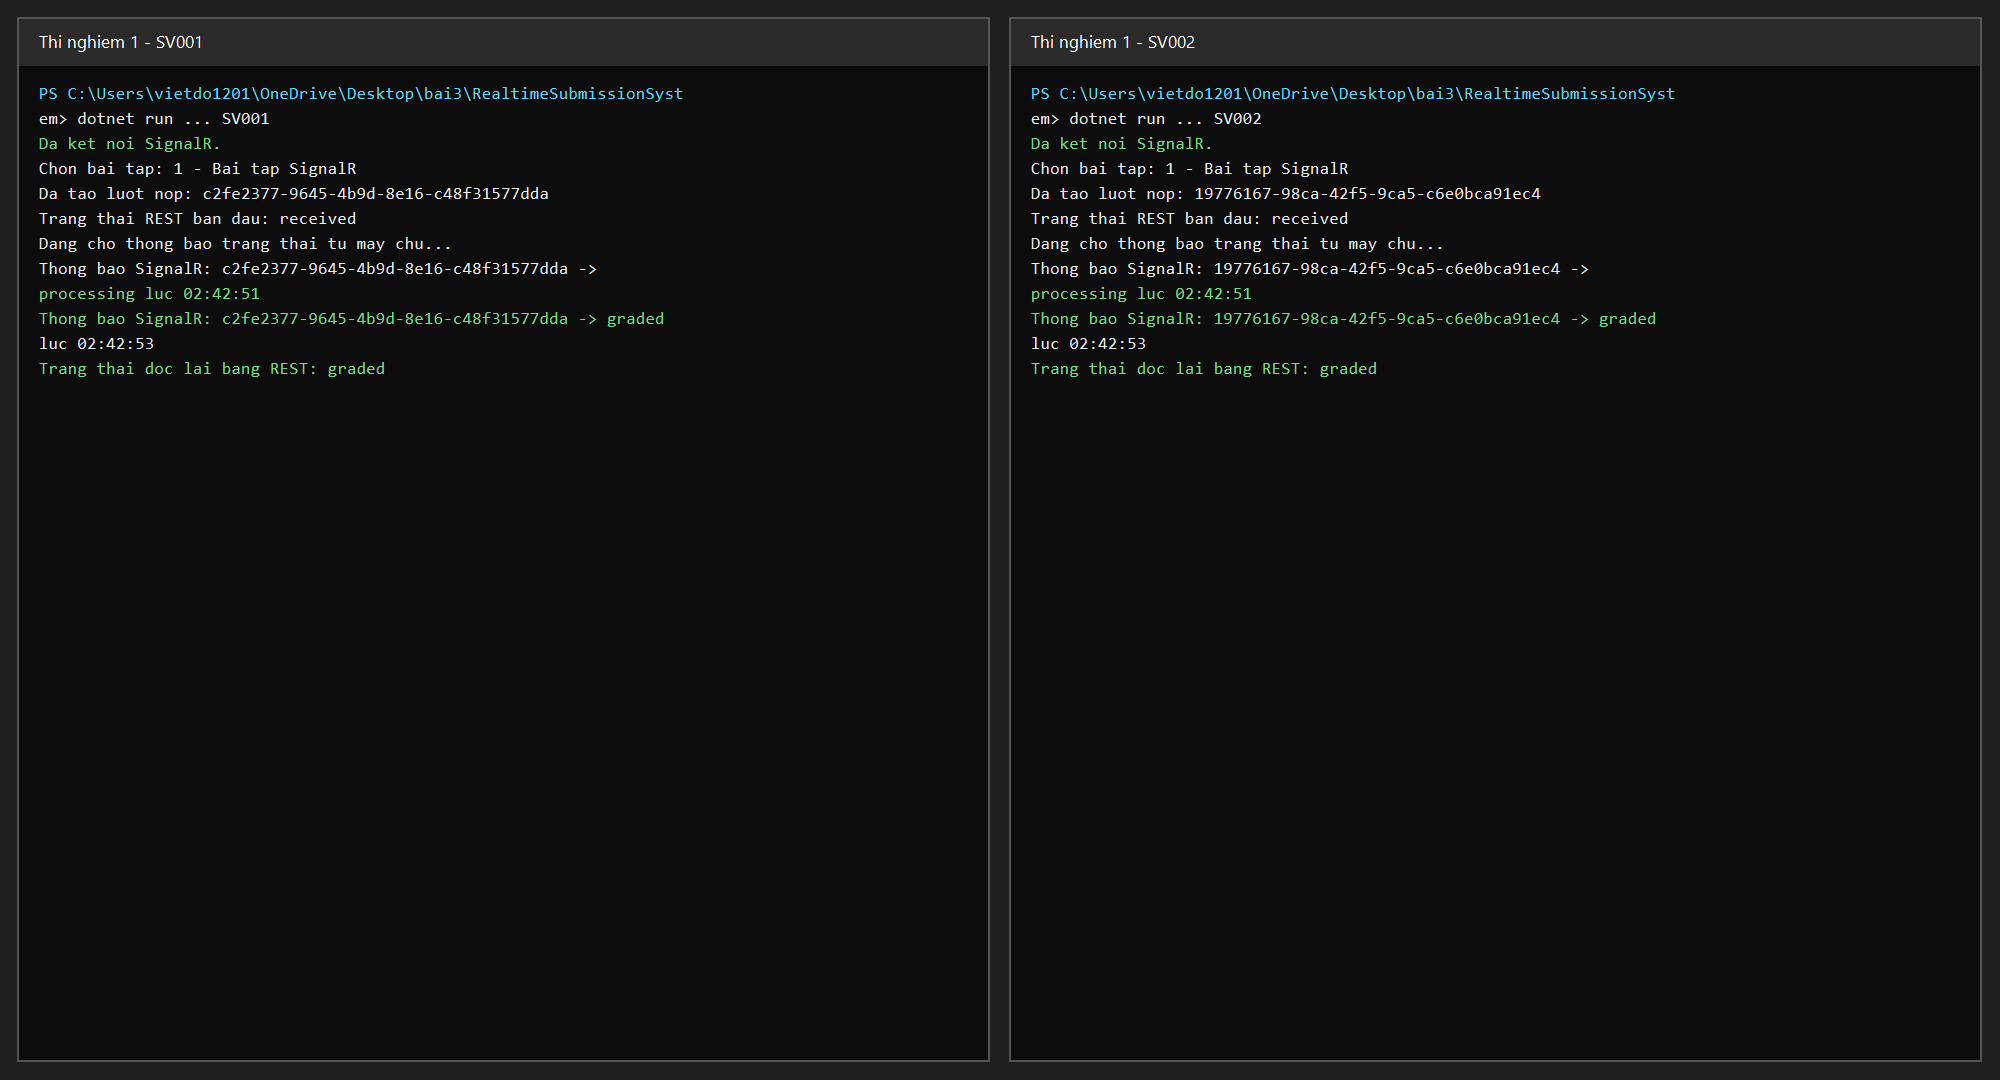 Thi nghiem 1 - SV001
PS C:\Users\vietdo1201\OneDrive\Desktop\bai3\RealtimeSubmissionSyst
em> dotnet run ... SV001
Da ket noi SignalR.
Chon bai tap: 1 - Bai tap SignalR
Da tao luot nop: c2fe2377-9645-4b9d-8e16-c48f31577dda
Trang thai REST ban dau: received
Dang cho thong bao trang thai tu may chu...
Thong bao SignalR: c2fe2377-9645-4b9d-8e16-c48f31577dda ->
processing luc 02:42:51
Thong bao SignalR: c2fe2377-9645-4b9d-8e16-c48f31577dda -> graded
luc 02:42:53
Trang thai doc lai bang REST: graded
Thi nghiem 1 - SV002
PS C:\Users\vietdo1201\OneDrive\Desktop\bai3\RealtimeSubmissionSyst
em> dotnet run ... SV002
Da ket noi SignalR.
Chon bai tap: 1 - Bai tap SignalR
Da tao luot nop: 19776167-98ca-42f5-9ca5-c6e0bca91ec4
Trang thai REST ban dau: received
Dang cho thong bao trang thai tu may chu...
Thong bao SignalR: 19776167-98ca-42f5-9ca5-c6e0bca91ec4 ->
processing luc 02:42:51
Thong bao SignalR: 19776167-98ca-42f5-9ca5-c6e0bca91ec4 -> graded
luc 02:42:53
Trang thai doc lai bang REST: graded